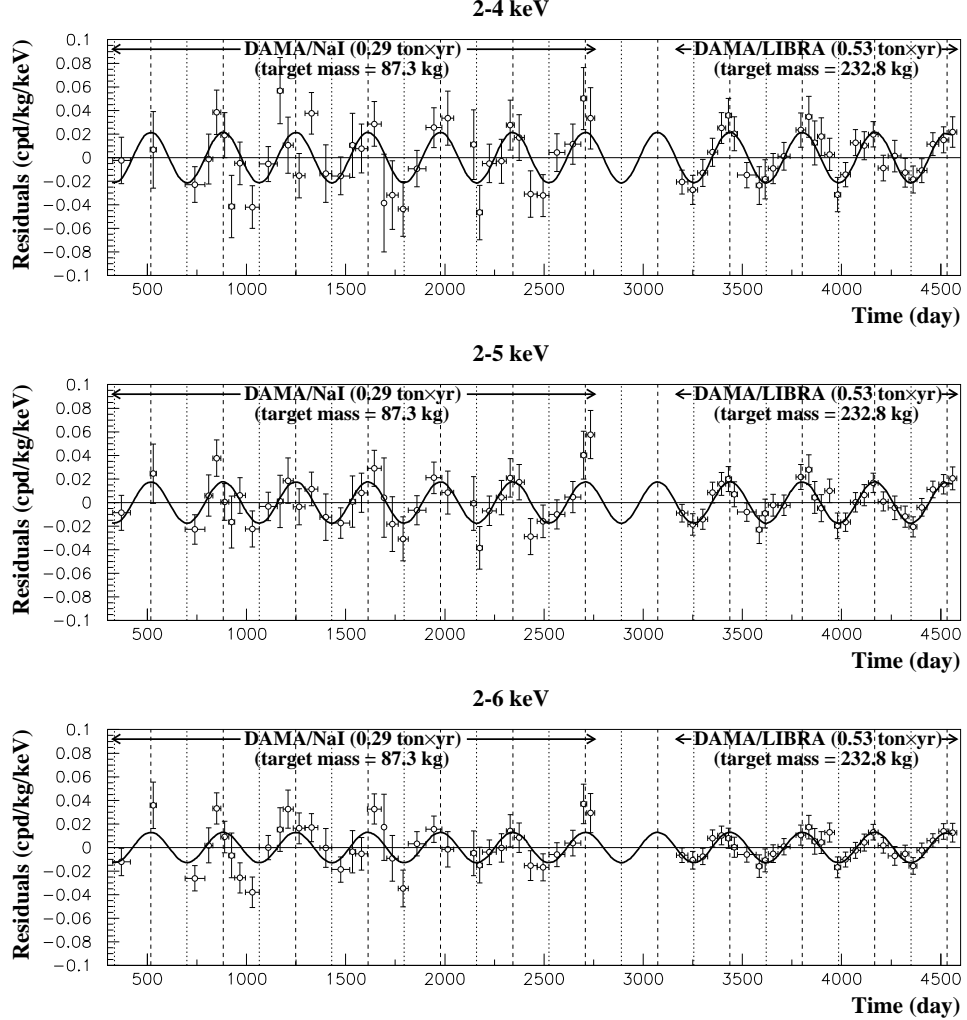 2-4 keV
DAMA/NaI (0.29 ton×yr)
(target mass = 87.3 kg)
DAMA/LIBRA (0.53 ton×yr)
(target mass = 232.8 kg)
Residuals (cpd/kg/keV)
0.1
0.08
0.06
0.04
0.02
0
-0.02
-0.04
-0.06
-0.08
-0.1
500 1000 1500 2000 2500 3000 3500 4000 4500
Time (day)
2-5 keV
DAMA/NaI (0.29 ton×yr)
(target mass = 87.3 kg)
DAMA/LIBRA (0.53 ton×yr)
(target mass = 232.8 kg)
Residuals (cpd/kg/keV)
0.1
0.08
0.06
0.04
0.02
0
-0.02
-0.04
-0.06
-0.08
-0.1
500 1000 1500 2000 2500 3000 3500 4000 4500
Time (day)
2-6 keV
DAMA/NaI (0.29 ton×yr)
(target mass = 87.3 kg)
DAMA/LIBRA (0.53 ton×yr)
(target mass = 232.8 kg)
Residuals (cpd/kg/keV)
0.1
0.08
0.06
0.04
0.02
0
-0.02
-0.04
-0.06
-0.08
-0.1
500 1000 1500 2000 2500 3000 3500 4000 4500
Time (day)